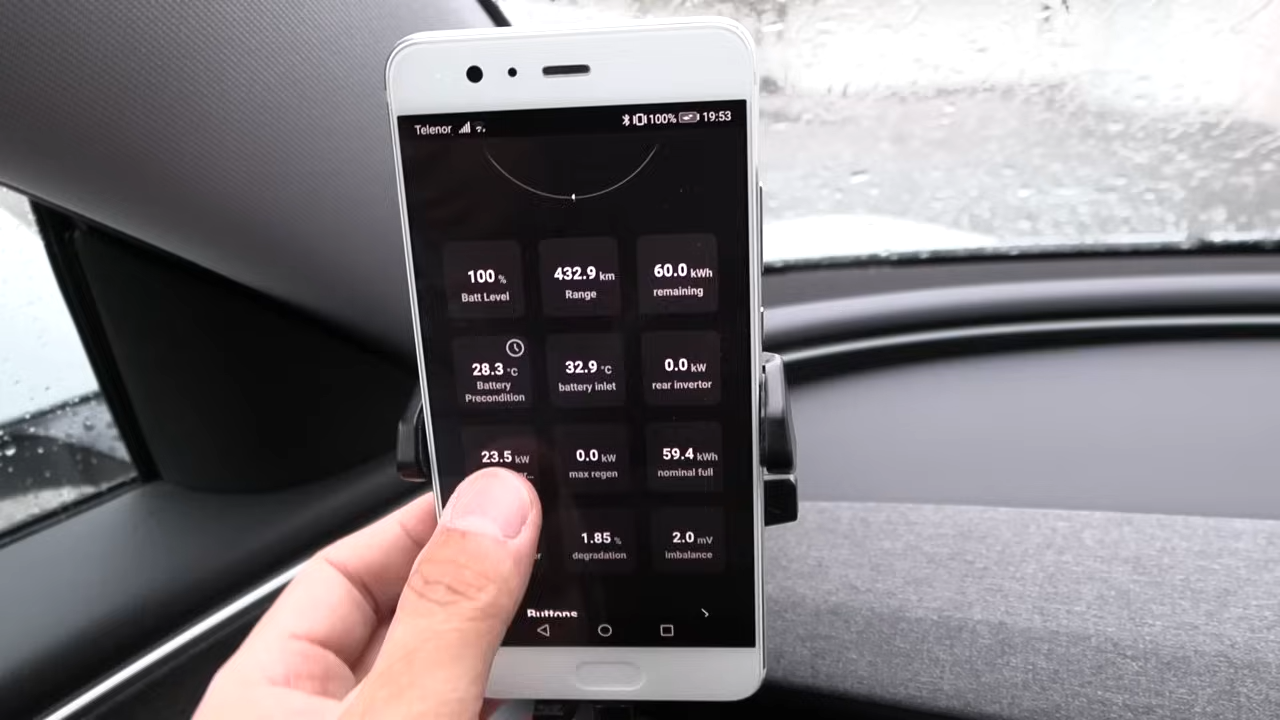 Telenor 100% 19:53
100 % 432.9 km 60.0 kWh
Batt Level Range remaining
28.3 °C 32.9 °C 0.0 kW
Battery battery inlet rear invertor
Precondition
23.5 kW 0.0 kW 59.4 kWh
max regen nominal full
1.85 % 2.0 mV
degradation imbalance
Buttons